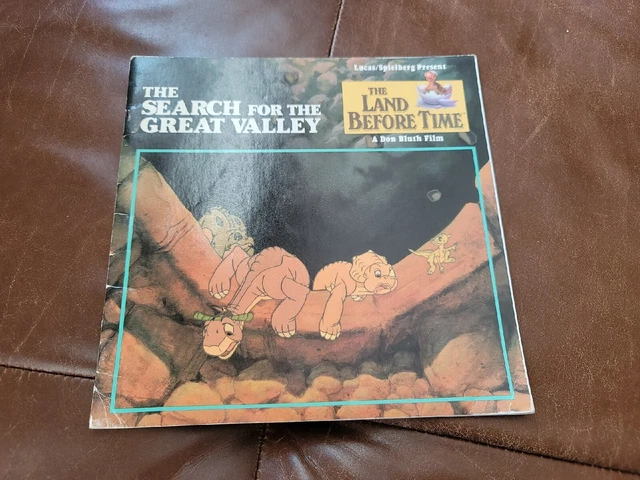 THE
SEARCH FOR THE
GREAT VALLEY
Lucas/Spielberg Present
THE
LAND
BEFORE TIME
A Don Bluth Film